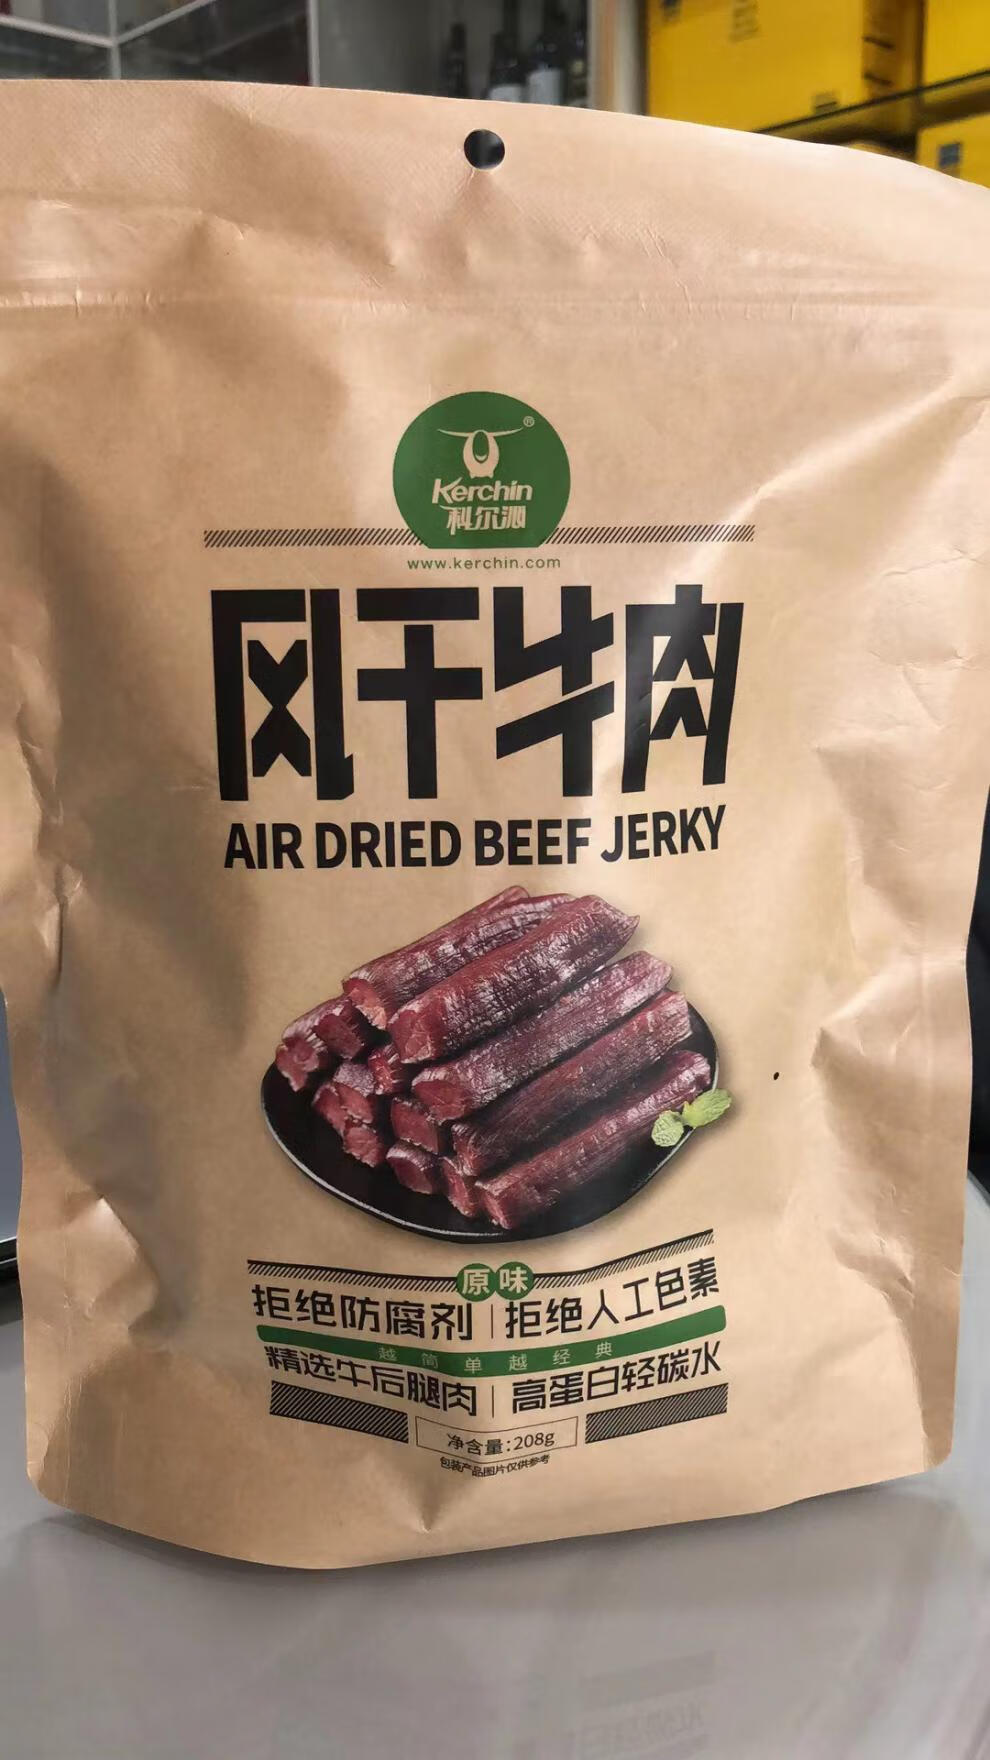 ®
Kerchin
科尔沁
www.kerchin.com
风干牛肉
AIR DRIED BEEF JERKY
原味
拒绝防腐剂|拒绝人工色素
越简单越经典
精选牛后腿肉|高蛋白轻碳水
净含量:208g
包装产品图片仅供参考